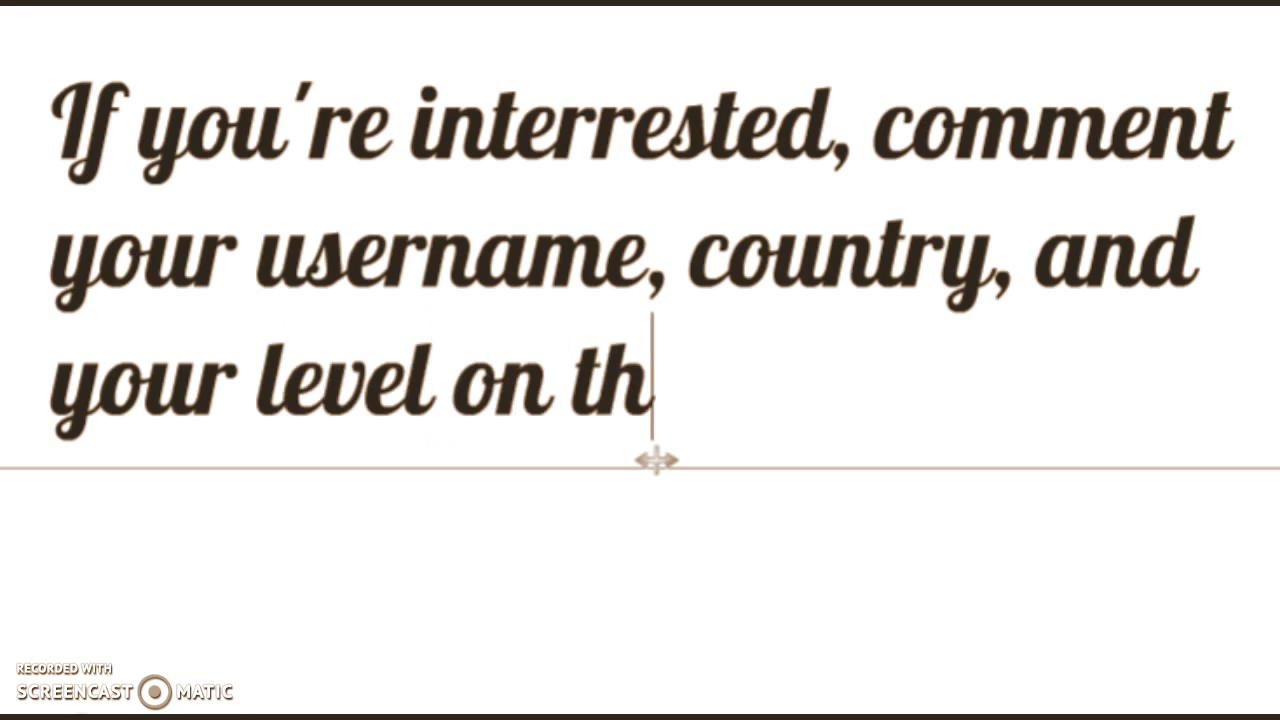 If you're interrested, comment
your username, country, and
your level on th
RECORDED WITH
SCREENCAST MATIC